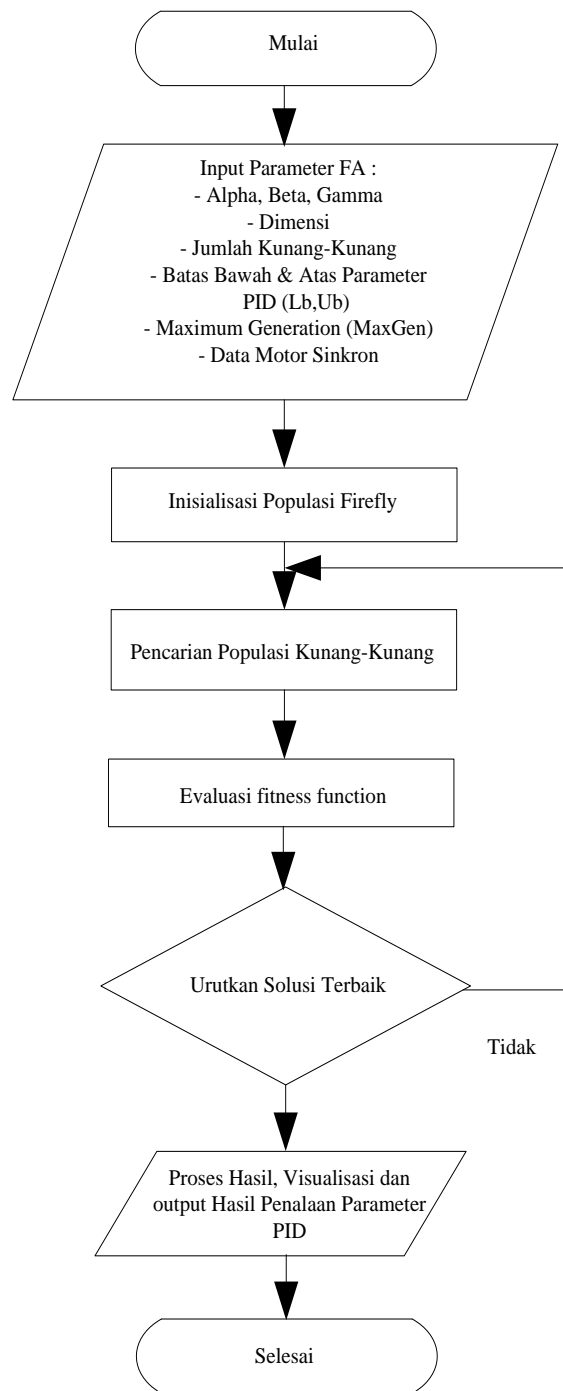 Mulai
Input Parameter FA :
- Alpha, Beta, Gamma
- Dimensi
- Jumlah Kunang-Kunang
- Batas Bawah & Atas Parameter
PID (Lb,Ub)
- Maximum Generation (MaxGen)
- Data Motor Sinkron
Inisialisasi Populasi Firefly
Pencarian Populasi Kunang-Kunang
Evaluasi fitness function
Urutkan Solusi Terbaik
Tidak
Proses Hasil, Visualisasi dan
output Hasil Penalaan Parameter
PID
Selesai